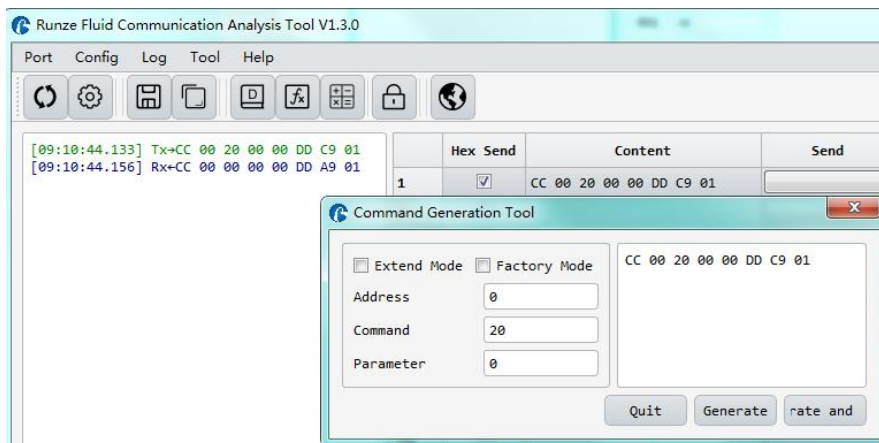 Runze Fluid Communication Analysis Tool V1.3.0
Port Config Log Tool Help
[09:10:44.133] Tx→CC 00 20 00 00 DD C9 01
[09:10:44.156] Rx←CC 00 00 00 00 DD A9 01
Hex Send Content Send
1 CC 00 20 00 00 DD C9 01
Command Generation Tool
Extend Mode Factory Mode
Address 0
Command 20
Parameter 0
CC 00 20 00 00 DD C9 01
Quit Generate rate and